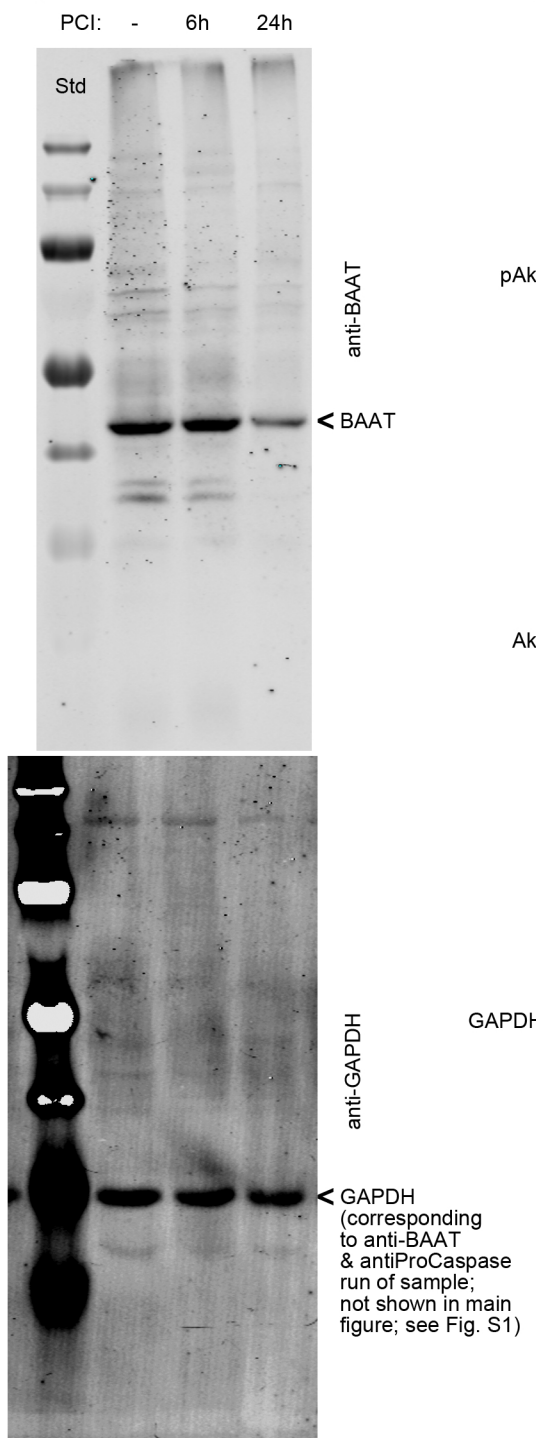 PCI: - 6h 24h
Std
anti-BAAT
pAk
< BAAT
Ak
anti-GAPDH
GAPDH
< GAPDH
(corresponding
to anti-BAAT
& antiProCaspase
run of sample;
not shown in main
figure; see Fig. S1)